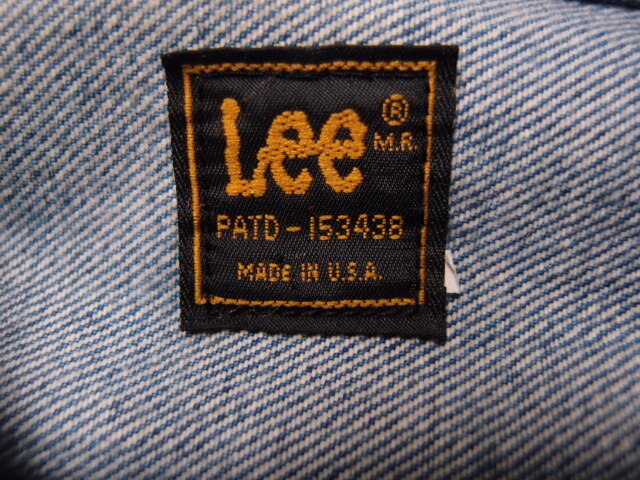 Lee ®
M.R.
PATD-153438
MADE IN U.S.A.